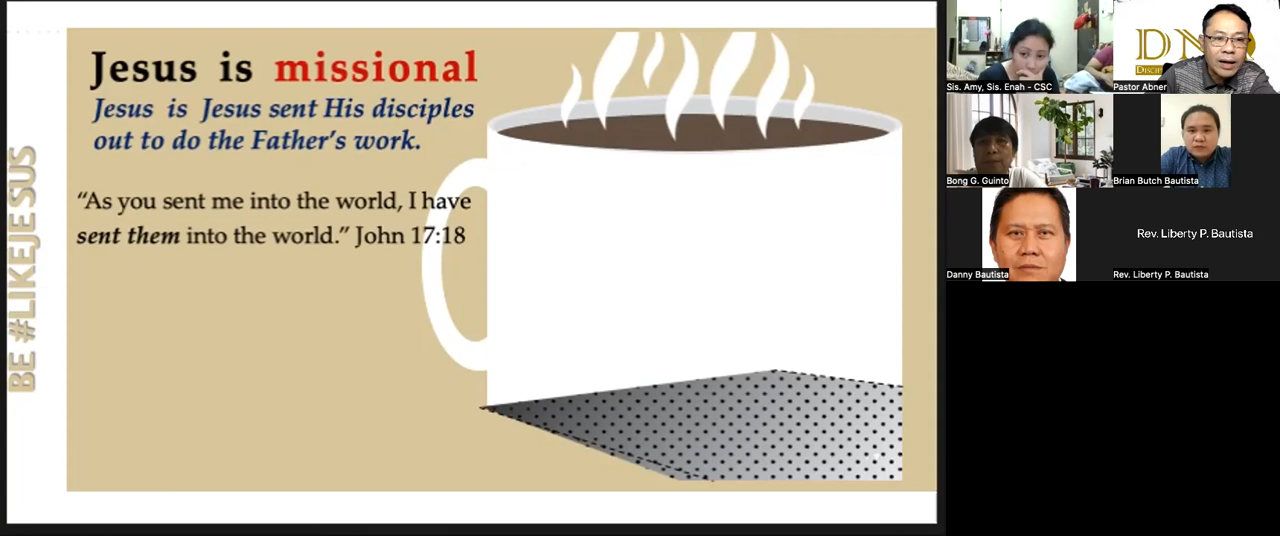 Jesus is missional
Jesus is Jesus sent His disciples
out to do the Father's work.
“As you sent me into the world, I have
sent them into the world.” John 17:18
BE #LIKEJESUS
Sis. Amy, Sis. Enah - CSC
Pastor Abner
Bong G. Guinto
Brian Butch Bautista
Danny Bautista
Rev. Liberty P. Bautista
Rev. Liberty P. Bautista